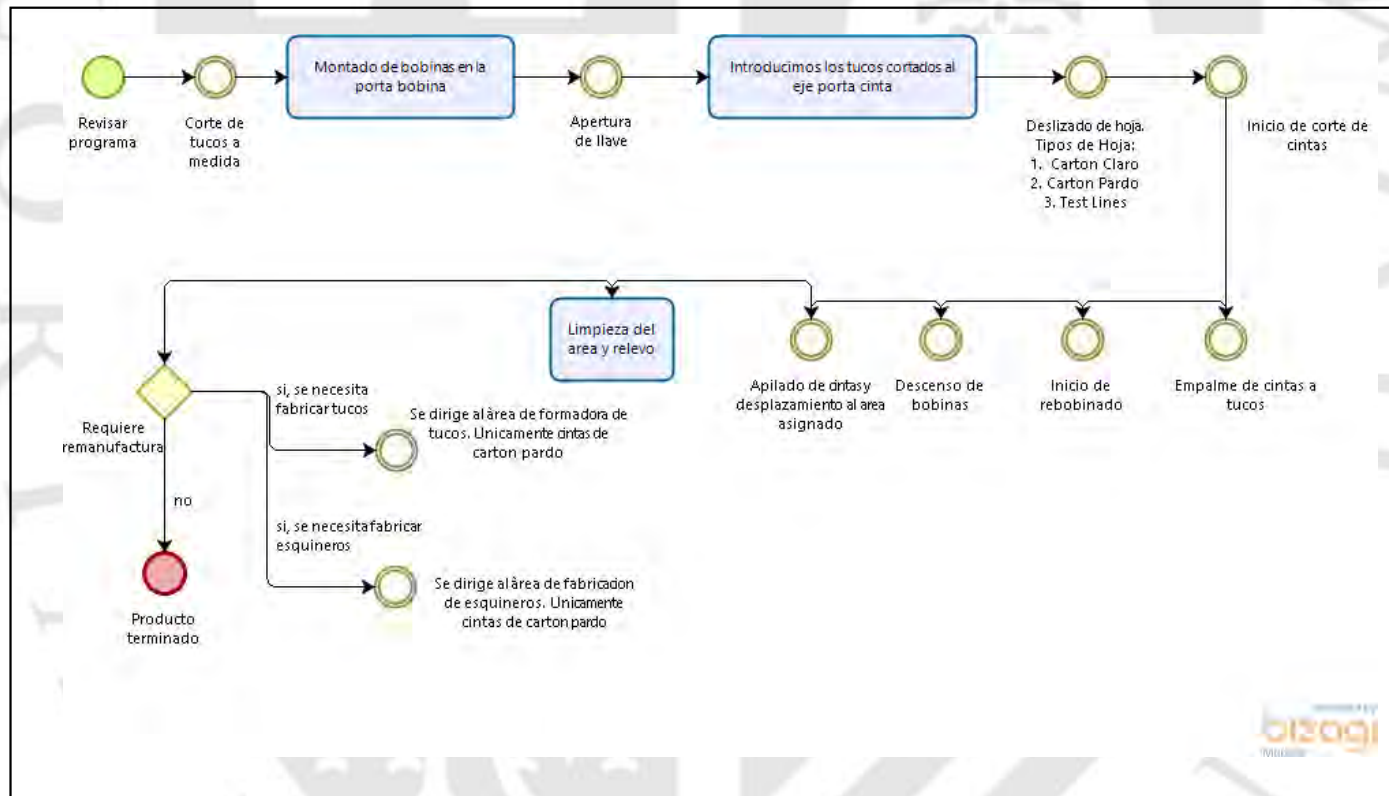 Montado de bobinas en la
porta bobina
Introducimos los tucos cortados al
eje porta cinta
Revisar
programa
Corte de
tucos a
medida
Apertura
de llave
Deslizado de hoja.
Tipos de Hoja:
1. Carton Claro
2. Carton Pardo
3. Test Lines
Inicio de corte de
cintas
Limpieza del
area y relevo
Apilado de cintas y
desplazamiento al area
asignado
Descenso de
bobinas
Inicio de
rebobinado
Empalme de cintas a
tucos
Requiere
remanufactura
si, se necesita
fabricar tucos
Se dirige al àrea de formadora de
tucos. Unicamente cintas de
carton pardo
no
si, se necesita fabricar
esquineros
Se dirige al àrea de fabricacion
de esquineros. Unicamente
cintas de carton pardo
Producto
terminado
bizagi
Modeler